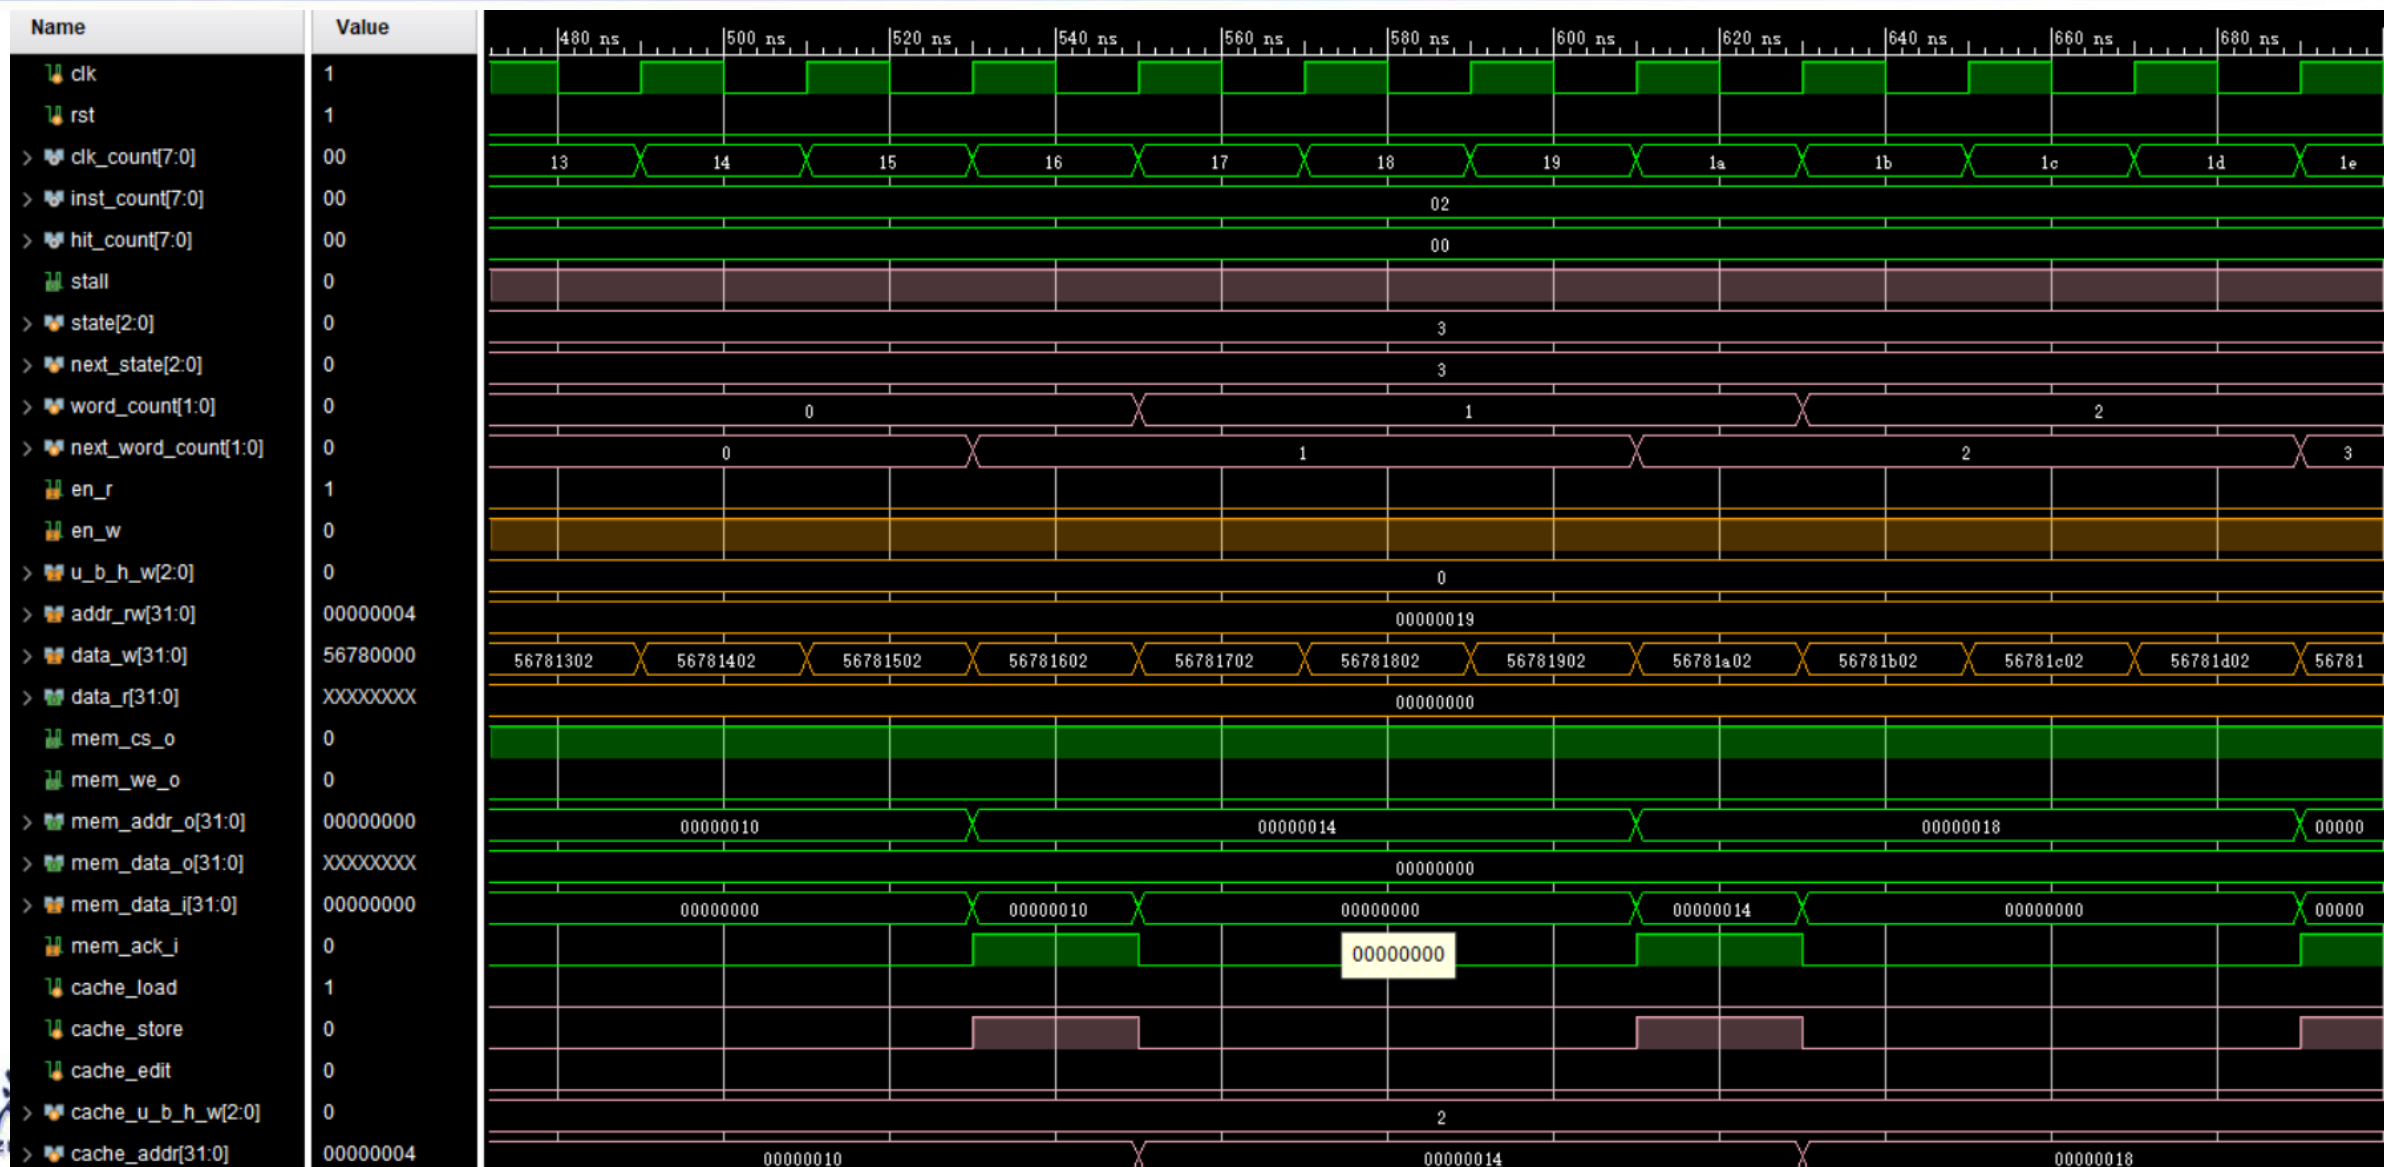 Name Value 480 ns 500 ns 520 ns 540 ns 560 ns 580 ns 600 ns 620 ns 640 ns 660 ns 680 ns
clk 1
rst 1
clk_count[7:0] 00 13 14 15 16 17 18 19 1a 1b 1c 1d 1e
inst_count[7:0] 00 02
hit_count[7:0] 00 00
stall 0
state[2:0] 0 3
next_state[2:0] 0 3
word_count[1:0] 0 0 1 2
next_word_count[1:0] 0 0 1 2 3
en_r 1
en_w 0
u_b_h_w[2:0] 0 0
addr_rw[31:0] 00000004 00000019
data_w[31:0] 56780000 56781302 56781402 56781502 56781602 56781702 56781802 56781902 56781a02 56781b02 56781c02 56781d02 56781
data_r[31:0] XXXXXXXX 00000000
mem_cs_o 0
mem_we_o 0
mem_addr_o[31:0] 00000000 00000010 00000014 00000018 00000
mem_data_o[31:0] XXXXXXXX 00000000
mem_data_i[31:0] 00000000 00000000 00000010 00000000 00000014 00000000 00000
mem_ack_i 0 00000000
cache_load 1
cache_store 0
cache_edit 0
cache_u_b_h_w[2:0] 0 2
cache_addr[31:0] 00000004 00000010 00000014 00000018